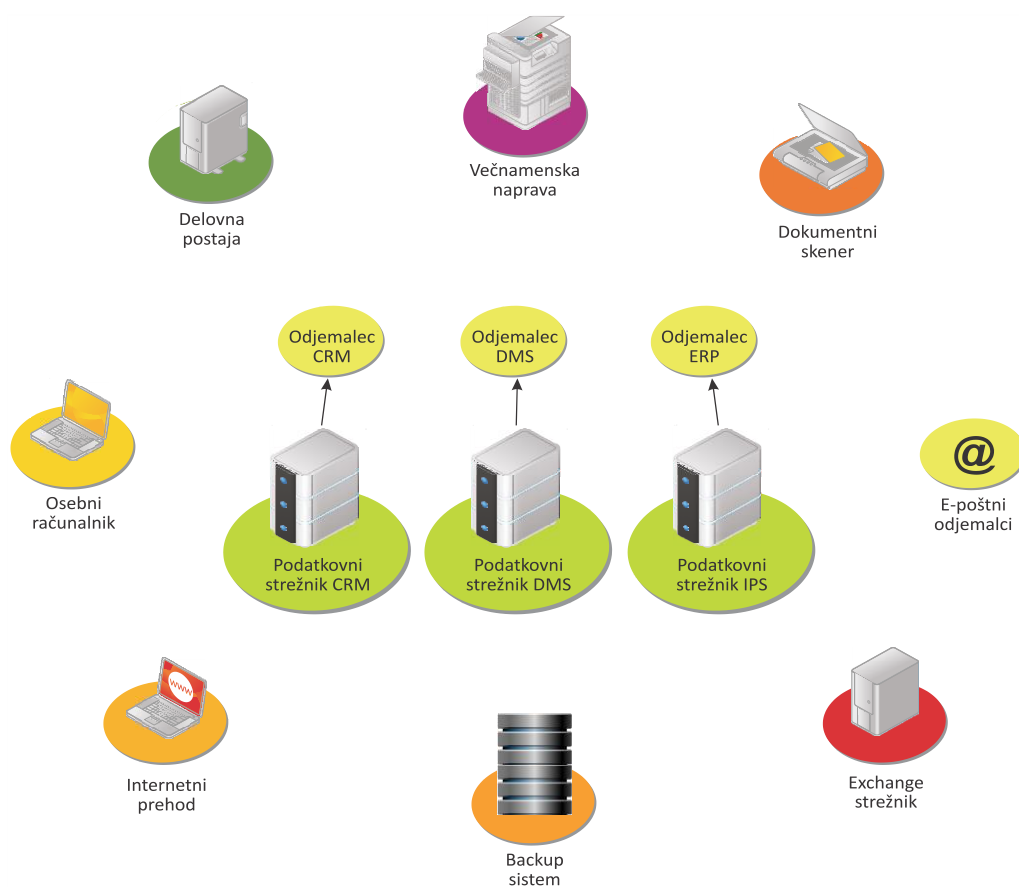 Večnamenska
naprava
Delovna
postaja
Dokumentni
skener
Odjemalec
CRM
Odjemalec
DMS
Odjemalec
ERP
Osebni
računalnik
@
E-poštni
odjemalci
Podatkovni
strežnik CRM
Podatkovni
strežnik DMS
Podatkovni
strežnik IPS
www
Internetni
prehod
Exchange
strežnik
Backup
sistem